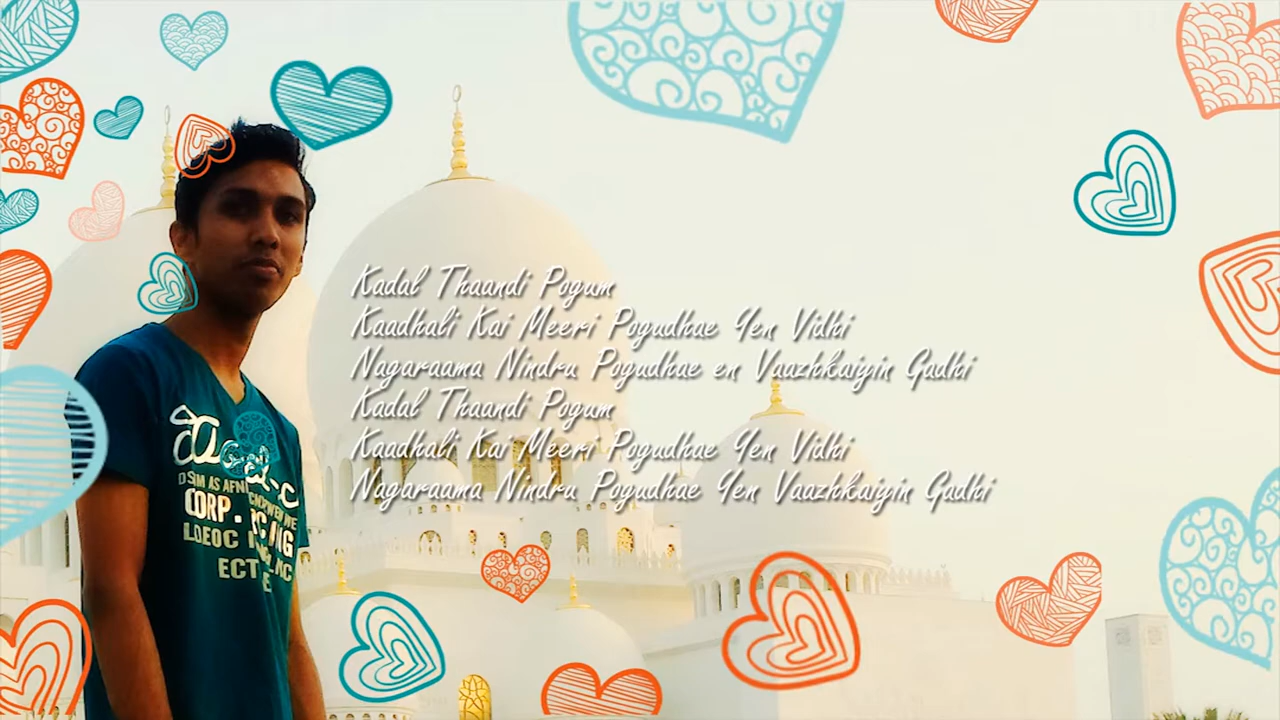 Kadal Thaandi Pogum
Kaadhali Kai Meeri Pogudhae Yen Vidhi
Nagaraama Nindru Pogudhae en Vaazhkaiyin Gadhi
Kadal Thaandi Pogum
Kaadhali Kai Meeri Pogudhae Yen Vidhi
Nagaraama Nindru Pogudhae Yen Vaazhkaiyin Gadhi
CORP.